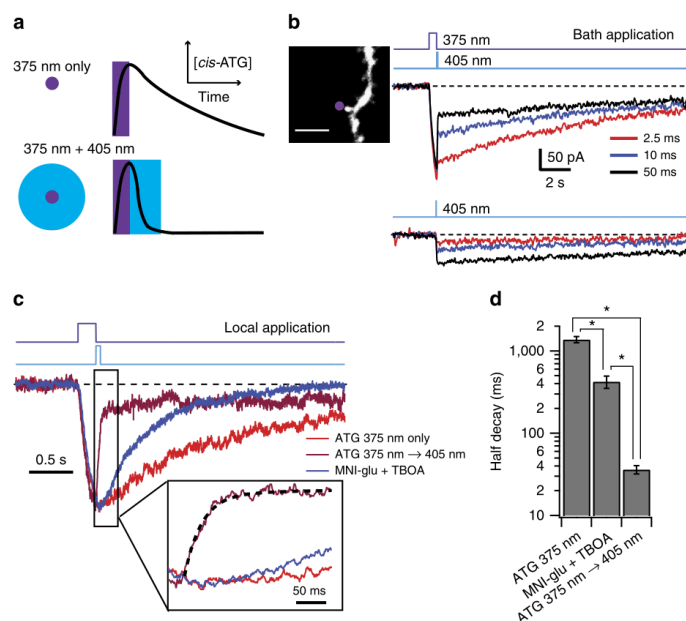 a
375 nm only
[cis-ATG]
Time
375 nm + 405 nm
b
375 nm
Bath application
405 nm
2.5 ms
10 ms
50 ms
50 pA
2 s
405 nm
c
Local application
ATG 375 nm only
ATG 375 nm → 405 nm
MNI-glu + TBOA
0.5 s
50 ms
d
*
*
*
Half decay (ms)
2
1,000
6
4
2
100
6
4
2
10
ATG 375 nm
MNI-glu + TBOA
ATG 375 nm → 405 nm